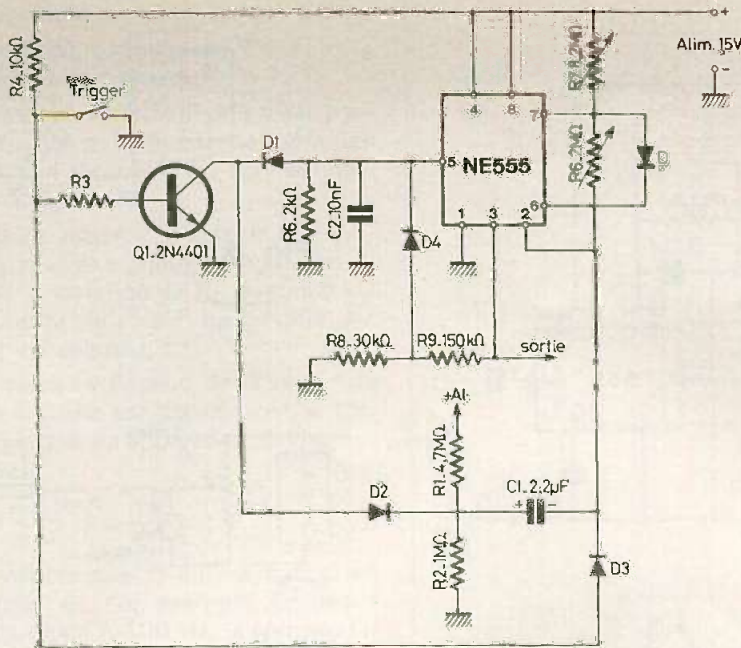 +
Alim. 15V
-
R4.10kΩ
Trigger
R3
Q1.2N4401
D1
R6.2kΩ
C2.10nF
D4
4
8
7
5
NE555
6
1
3
2
R6.2MΩ
D
R8.30kΩ
R9.150kΩ
sortie
+Al
R1.4,7MΩ
D2
C1.2,2µF
+
-
R2.1MΩ
D3